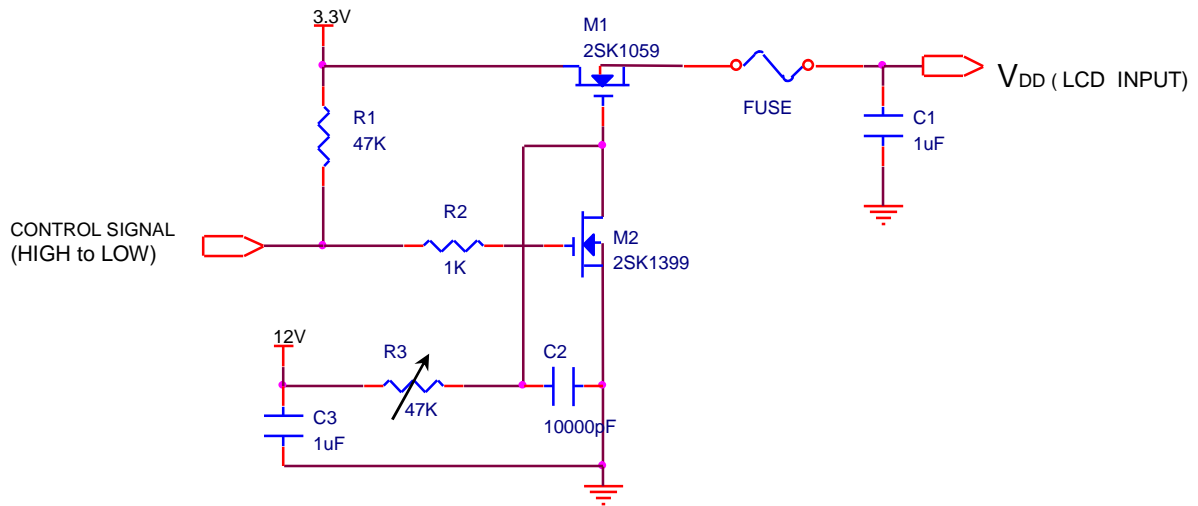 3.3V
M1
2SK1059
FUSE
VDD ( LCD INPUT)
R1
47K
C1
1uF
CONTROL SIGNAL
(HIGH to LOW)
R2
1K
M2
2SK1399
12V
R3
47K
C2
10000pF
C3
1uF